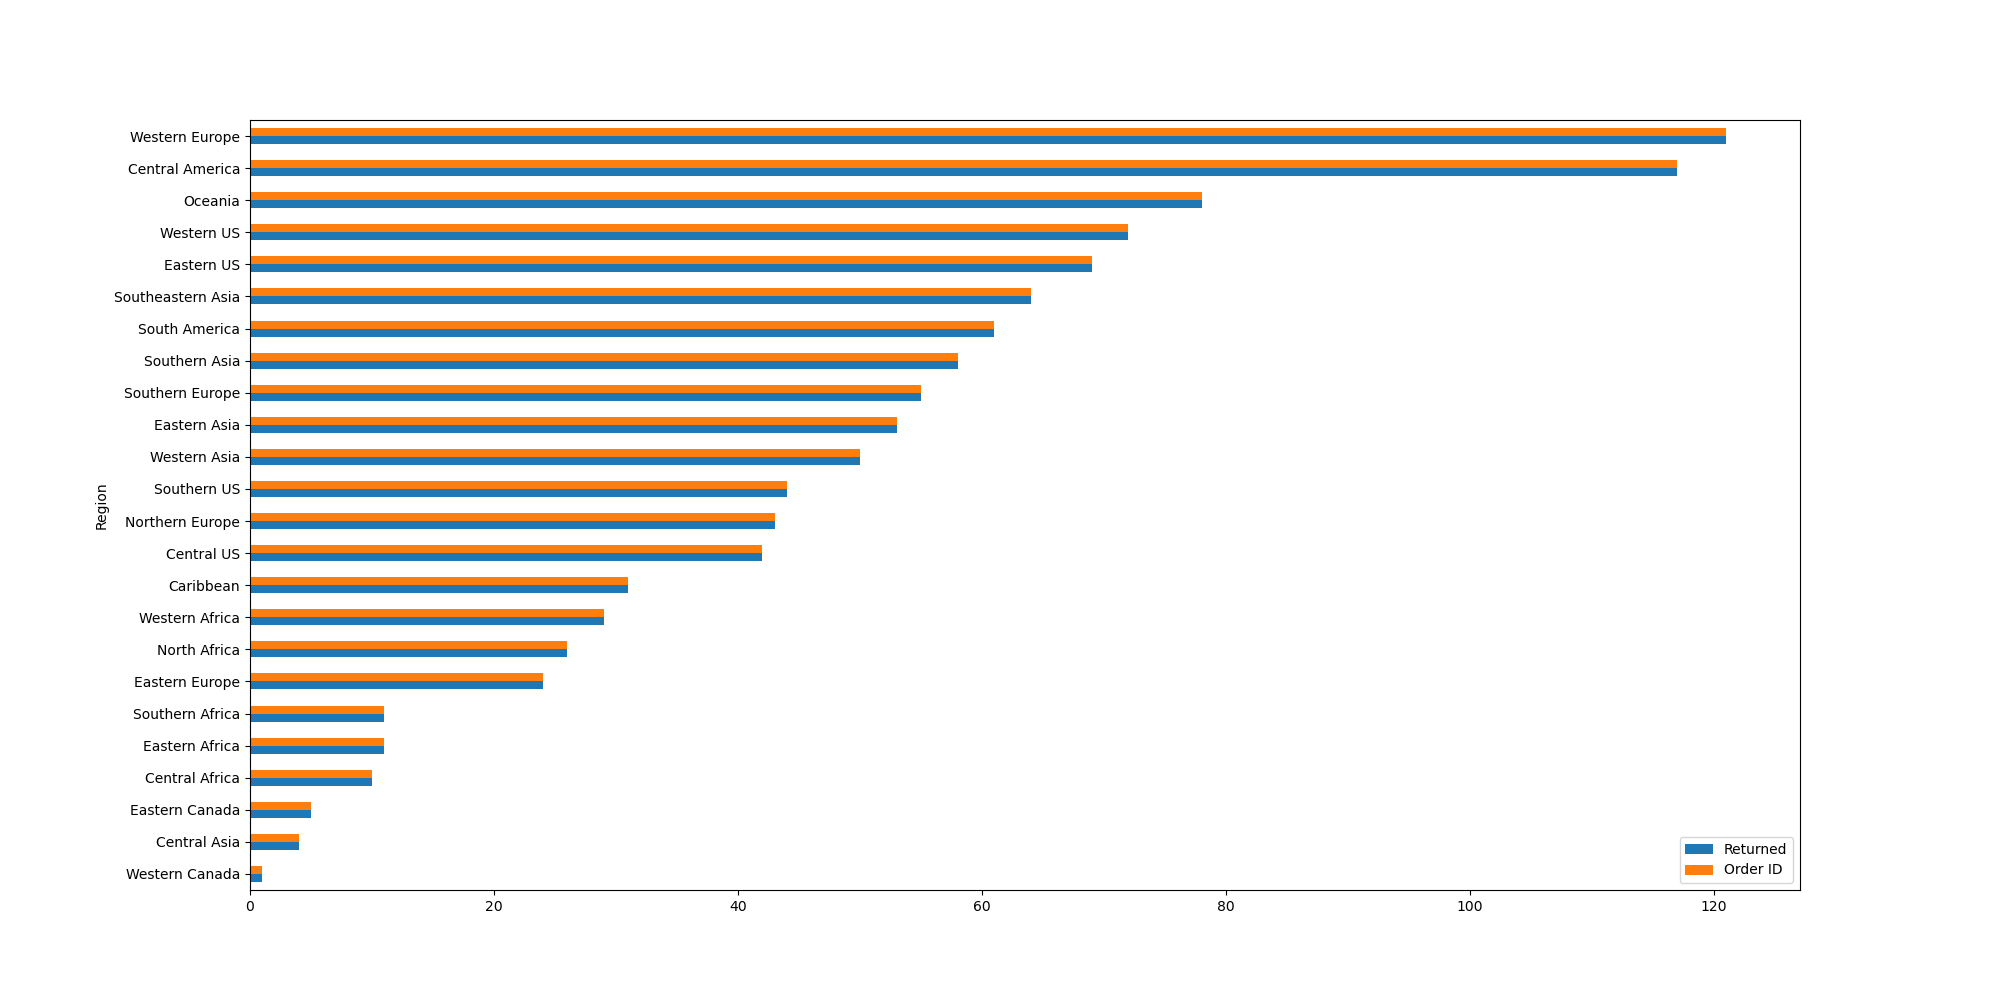 Western Europe
Central America
Oceania
Western US
Eastern US
Southeastern Asia
South America
Southern Asia
Southern Europe
Eastern Asia
Western Asia
Southern US
Northern Europe
Central US
Caribbean
Western Africa
North Africa
Eastern Europe
Southern Africa
Eastern Africa
Central Africa
Eastern Canada
Central Asia
Western Canada
Region
0 20 40 60 80 100 120
Returned
Order ID